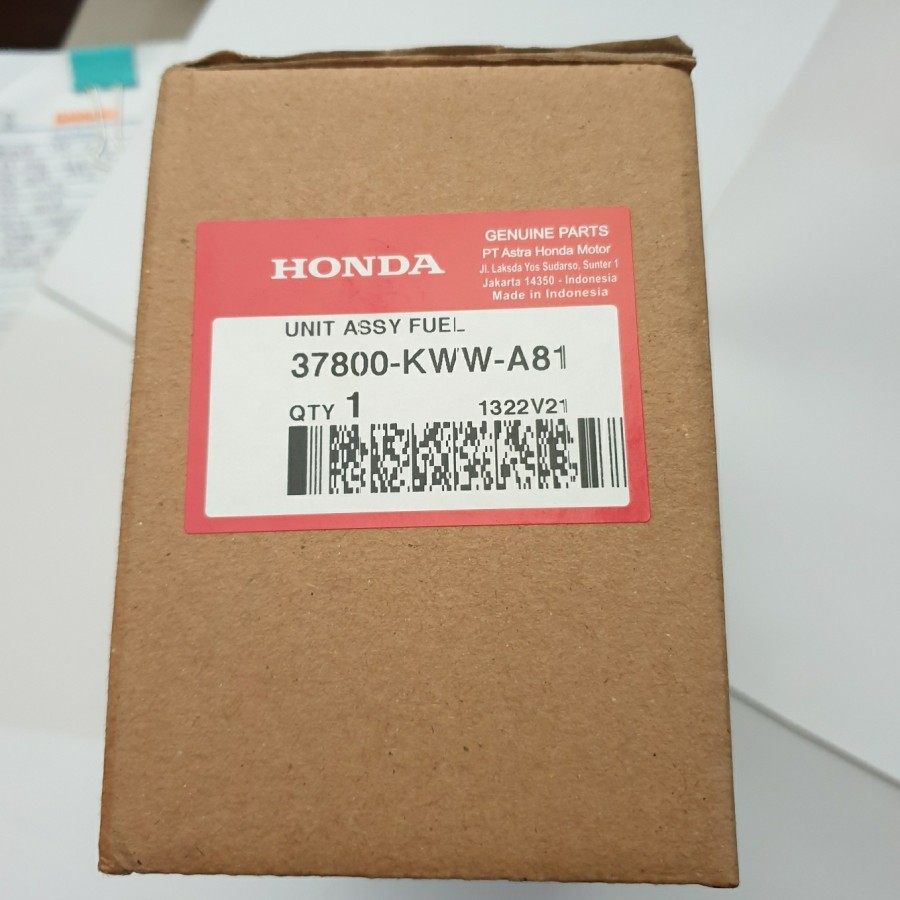 HONDA
GENUINE PARTS
PT Astra Honda Motor
Jl. Laksda Yos Sudarso, Sunter 1
Jakarta 14350 - Indonesia
Made in Indonesia
UNIT ASSY FUEL
37800-KWW-A81
QTY 1 1322V21